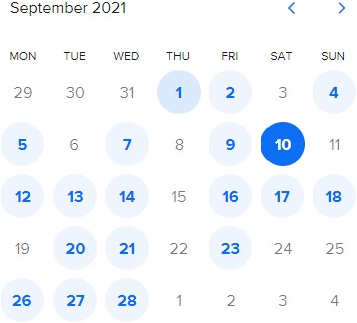 September 2021
MON TUE WED THU FRI SAT SUN
29 30 31 1 2 3 4
5 6 7 8 9 10 11
12 13 14 15 16 17 18
19 20 21 22 23 24 25
26 27 28 1 2 3 4